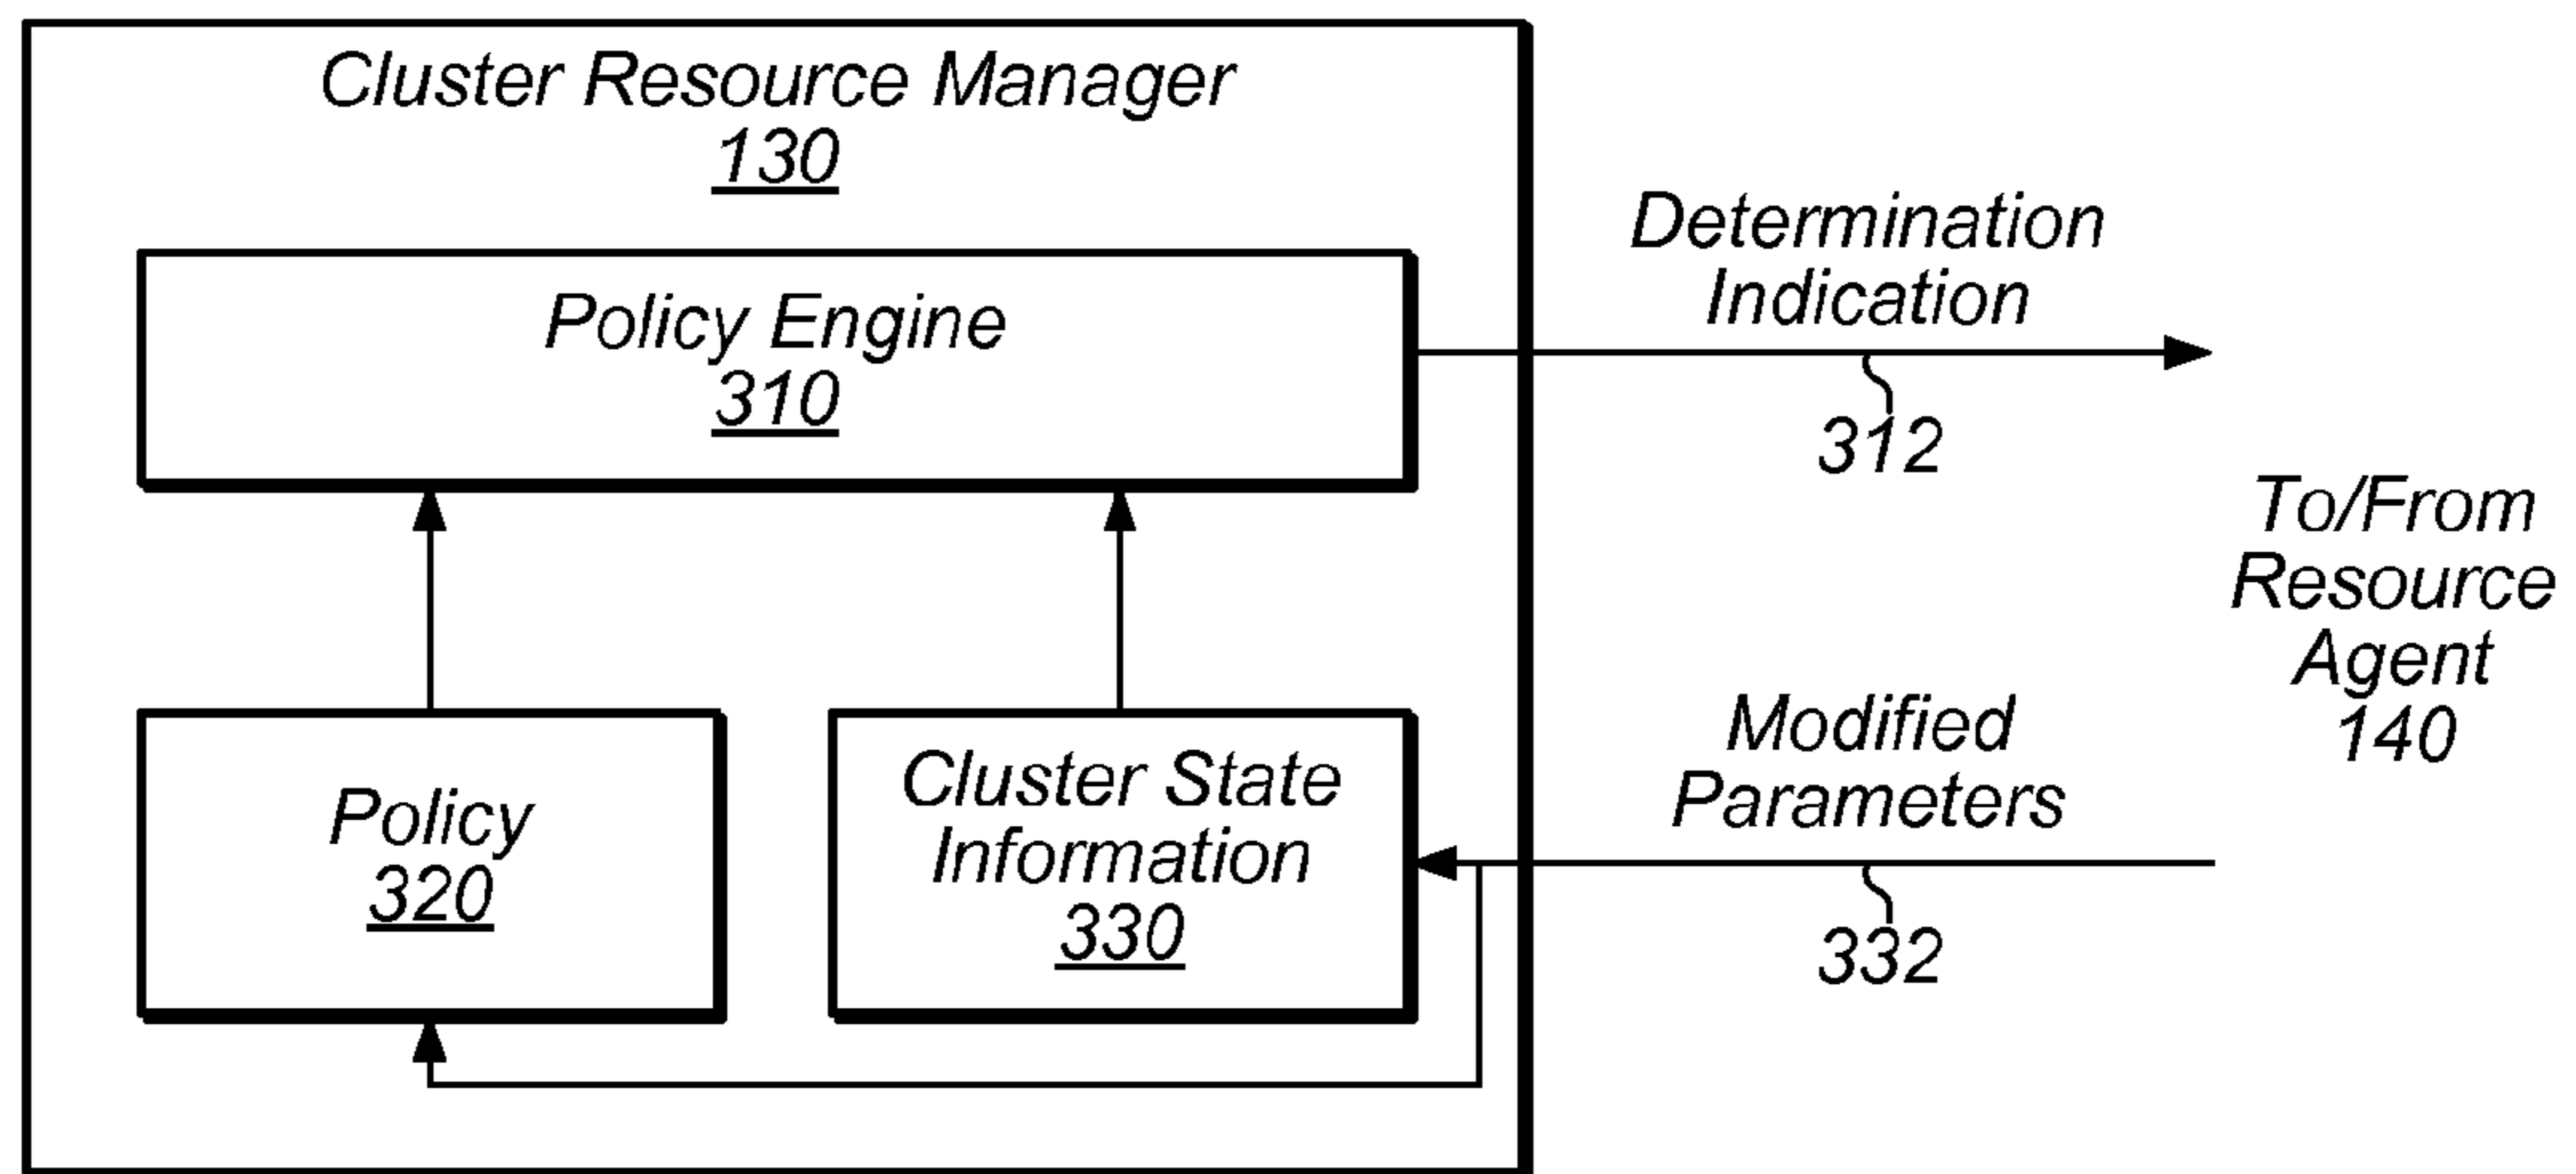 Cluster Resource Manager
130
Policy Engine
310
Determination
Indication
312
To/From
Resource
Agent
140
Policy
320
Cluster State
Information
330
Modified
Parameters
332